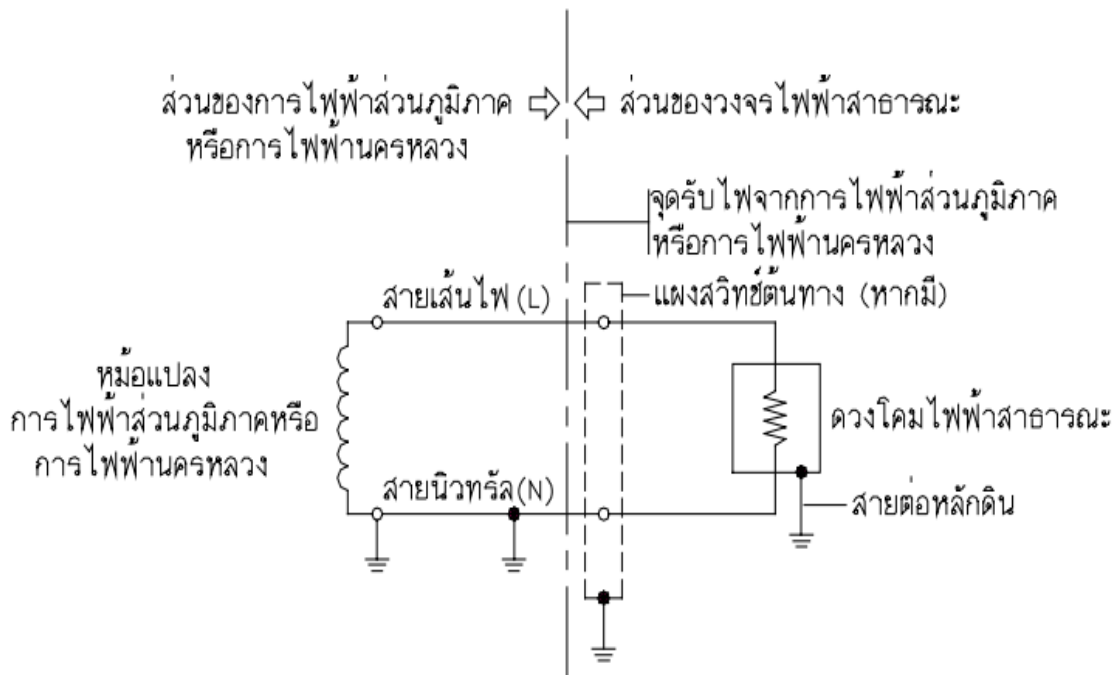 ส่วนของการไฟฟ้าส่วนภูมิภาค
หรือการไฟฟ้านครหลวง
ส่วนของวงจรไฟฟ้าสาธารณะ
จุดรับไฟจากการไฟฟ้าส่วนภูมิภาค
หรือการไฟฟ้านครหลวง
แผงสวิทช์ต้นทาง (หากมี)
สายเส้นไฟ (L)
หม้อแปลง
การไฟฟ้าส่วนภูมิภาคหรือ
การไฟฟ้านครหลวง
ดวงโคมไฟฟ้าสาธารณะ
สายนิวทรัล(N)
สายต่อหลักดิน